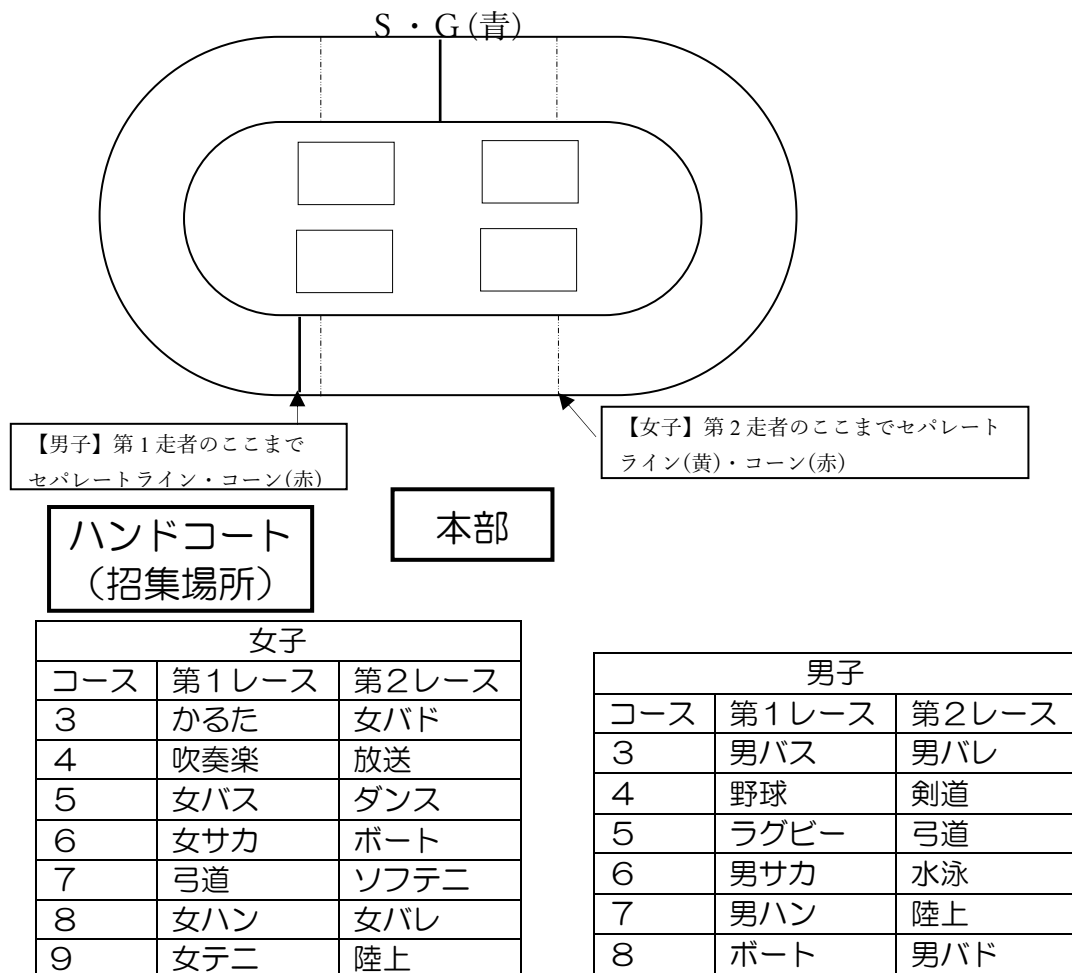 S ・ G(青)
【男子】第1走者のここまで
セパレートライン・コーン(赤)
【女子】第2走者のここまでセパレート
ライン(黄)・コーン(赤)
ハンドコート
（招集場所）
本部
女子
コース 第１レース 第２レース
３ かるた 女バド
４ 吹奏楽 放送
５ 女バス ダンス
６ 女サカ ボート
７ 弓道 ソフテニ
８ 女ハン 女バレ
９ 女テニ 陸上
男子
コース 第１レース 第２レース
３ 男バス 男バレ
４ 野球 剣道
５ ラグビー 弓道
６ 男サカ 水泳
７ 男ハン 陸上
８ ボート 男バド